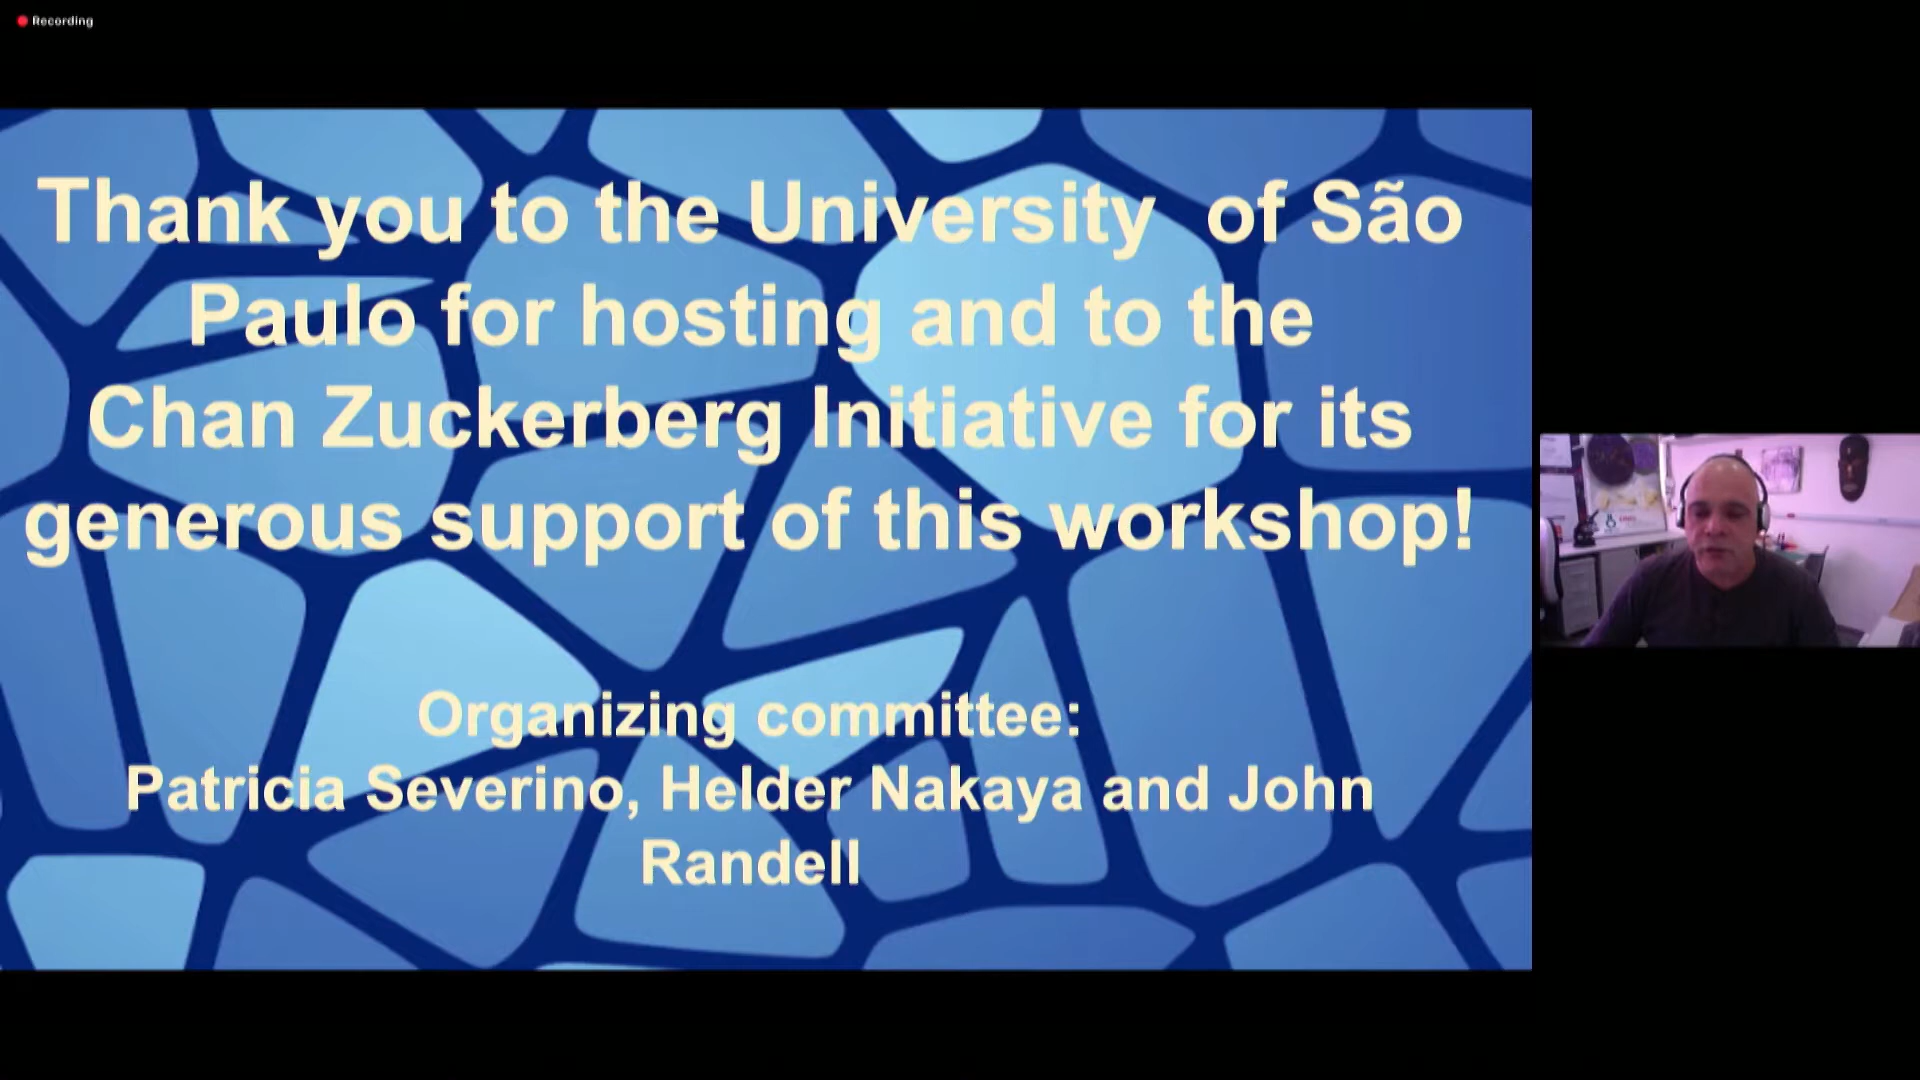 Recording
Thank you to the University of São
Paulo for hosting and to the
Chan Zuckerberg Initiative for its
generous support of this workshop!
Organizing committee:
Patricia Severino, Helder Nakaya and John
Randell